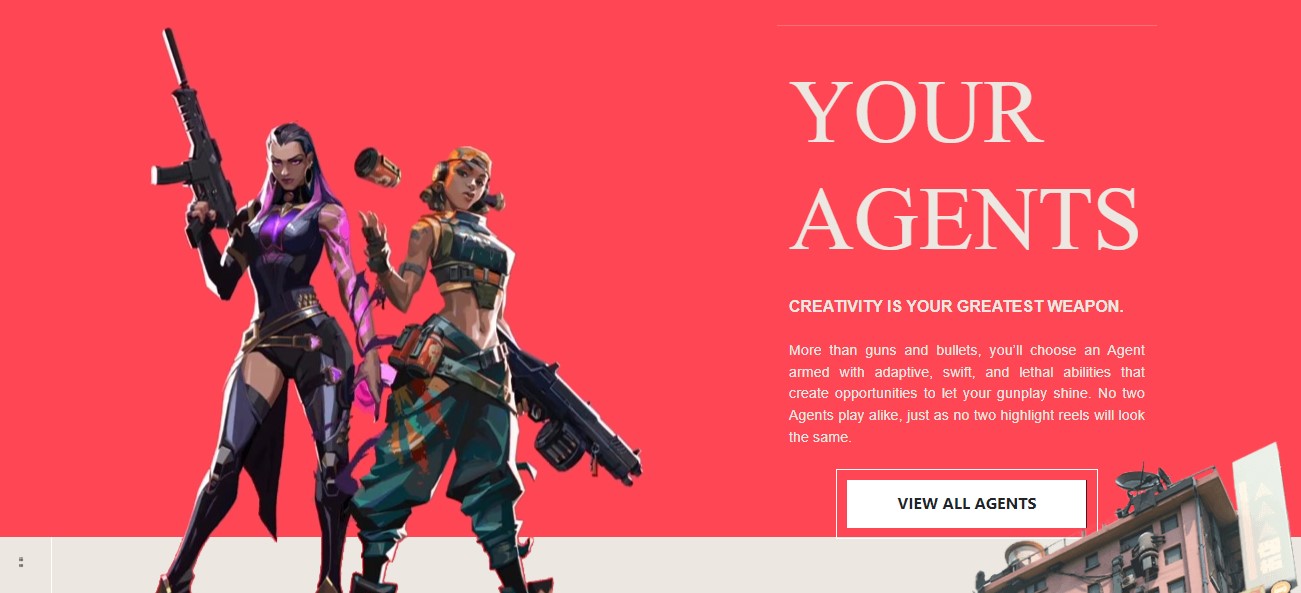 YOUR
AGENTS
CREATIVITY IS YOUR GREATEST WEAPON.
More than guns and bullets, you'll choose an Agent
armed with adaptive, swift, and lethal abilities that
create opportunities to let your gunplay shine. No two
Agents play alike, just as no two highlight reels will look
the same.
VIEW ALL AGENTS